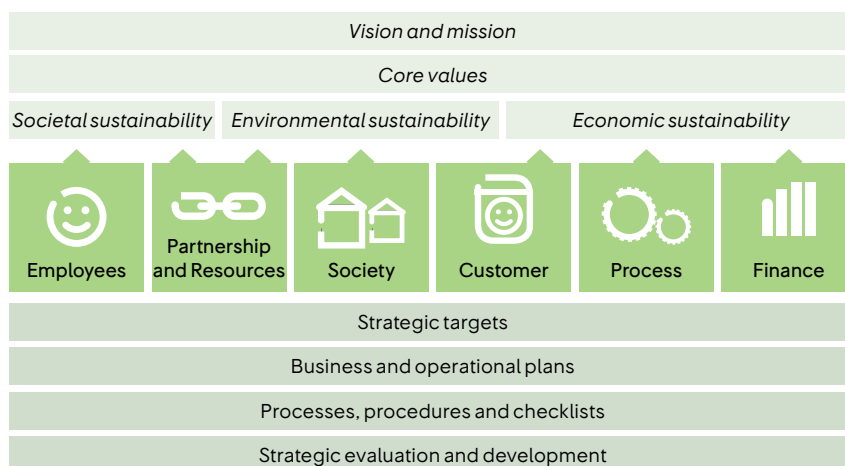 Vision and mission
Core values
Societal sustainability
Environmental sustainability
Economic sustainability
Employees
Partnership
and Resources
Society
Customer
Process
Finance
Strategic targets
Business and operational plans
Processes, procedures and checklists
Strategic evaluation and development